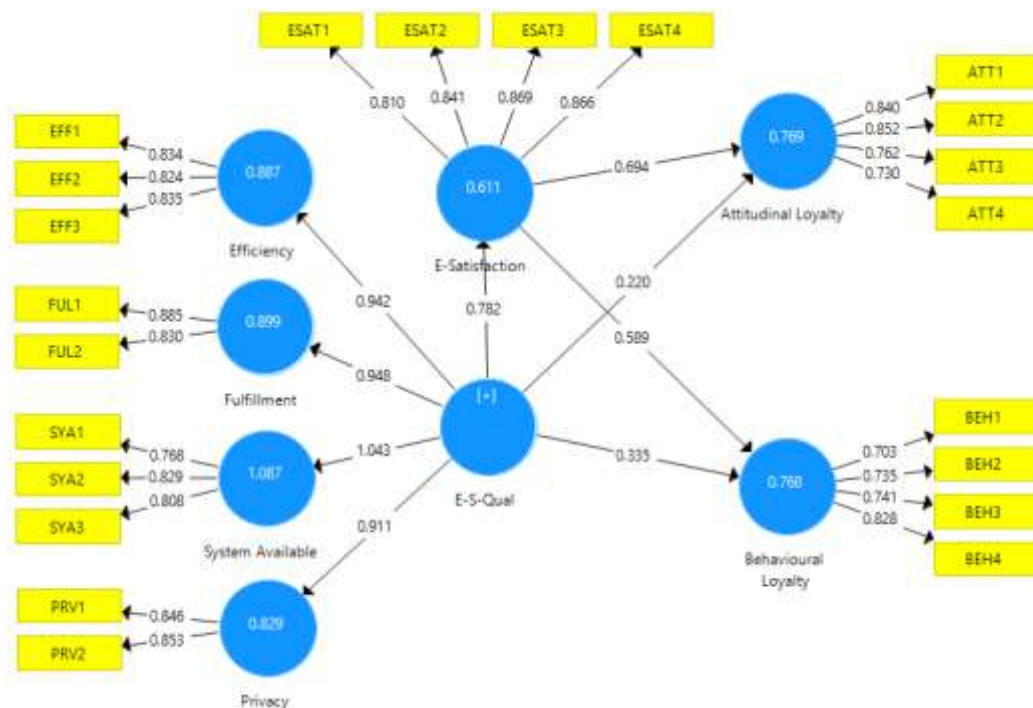 ESAT1
ESAT2
ESAT3
ESAT4
0.810
0.841
0.869
0.866
EFF1
EFF2
EFF3
0.834
0.824
0.835
0.887
Efficiency
0.611
E-Satisfaction
0.694
0.769
Attitudinal Loyalty
0.840
0.852
0.762
0.730
ATT1
ATT2
ATT3
ATT4
FUL1
FUL2
0.885
0.830
0.899
Fulfillment
0.942
0.782
0.220
0.589
0.948
[+]
E-S-Qual
SYA1
SYA2
SYA3
0.768
0.829
0.808
1.087
System Available
1.043
0.335
0.768
Behavioural
Loyalty
0.703
0.735
0.741
0.828
BEH1
BEH2
BEH3
BEH4
0.911
PRV1
PRV2
0.846
0.853
0.829
Privacy